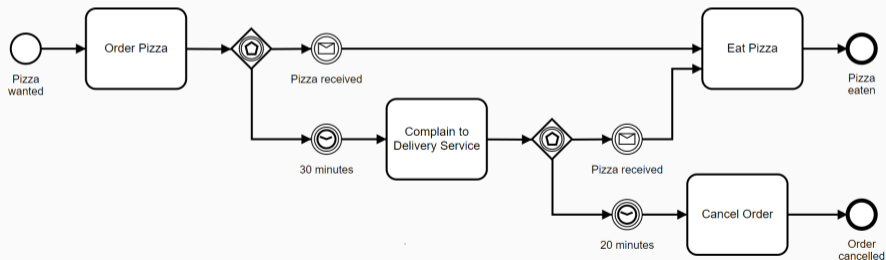 Order Pizza
Eat Pizza
Pizza
wanted
Pizza received
Pizza
eaten
Complain to
Delivery Service
30 minutes
Pizza received
Cancel Order
20 minutes
Order
cancelled